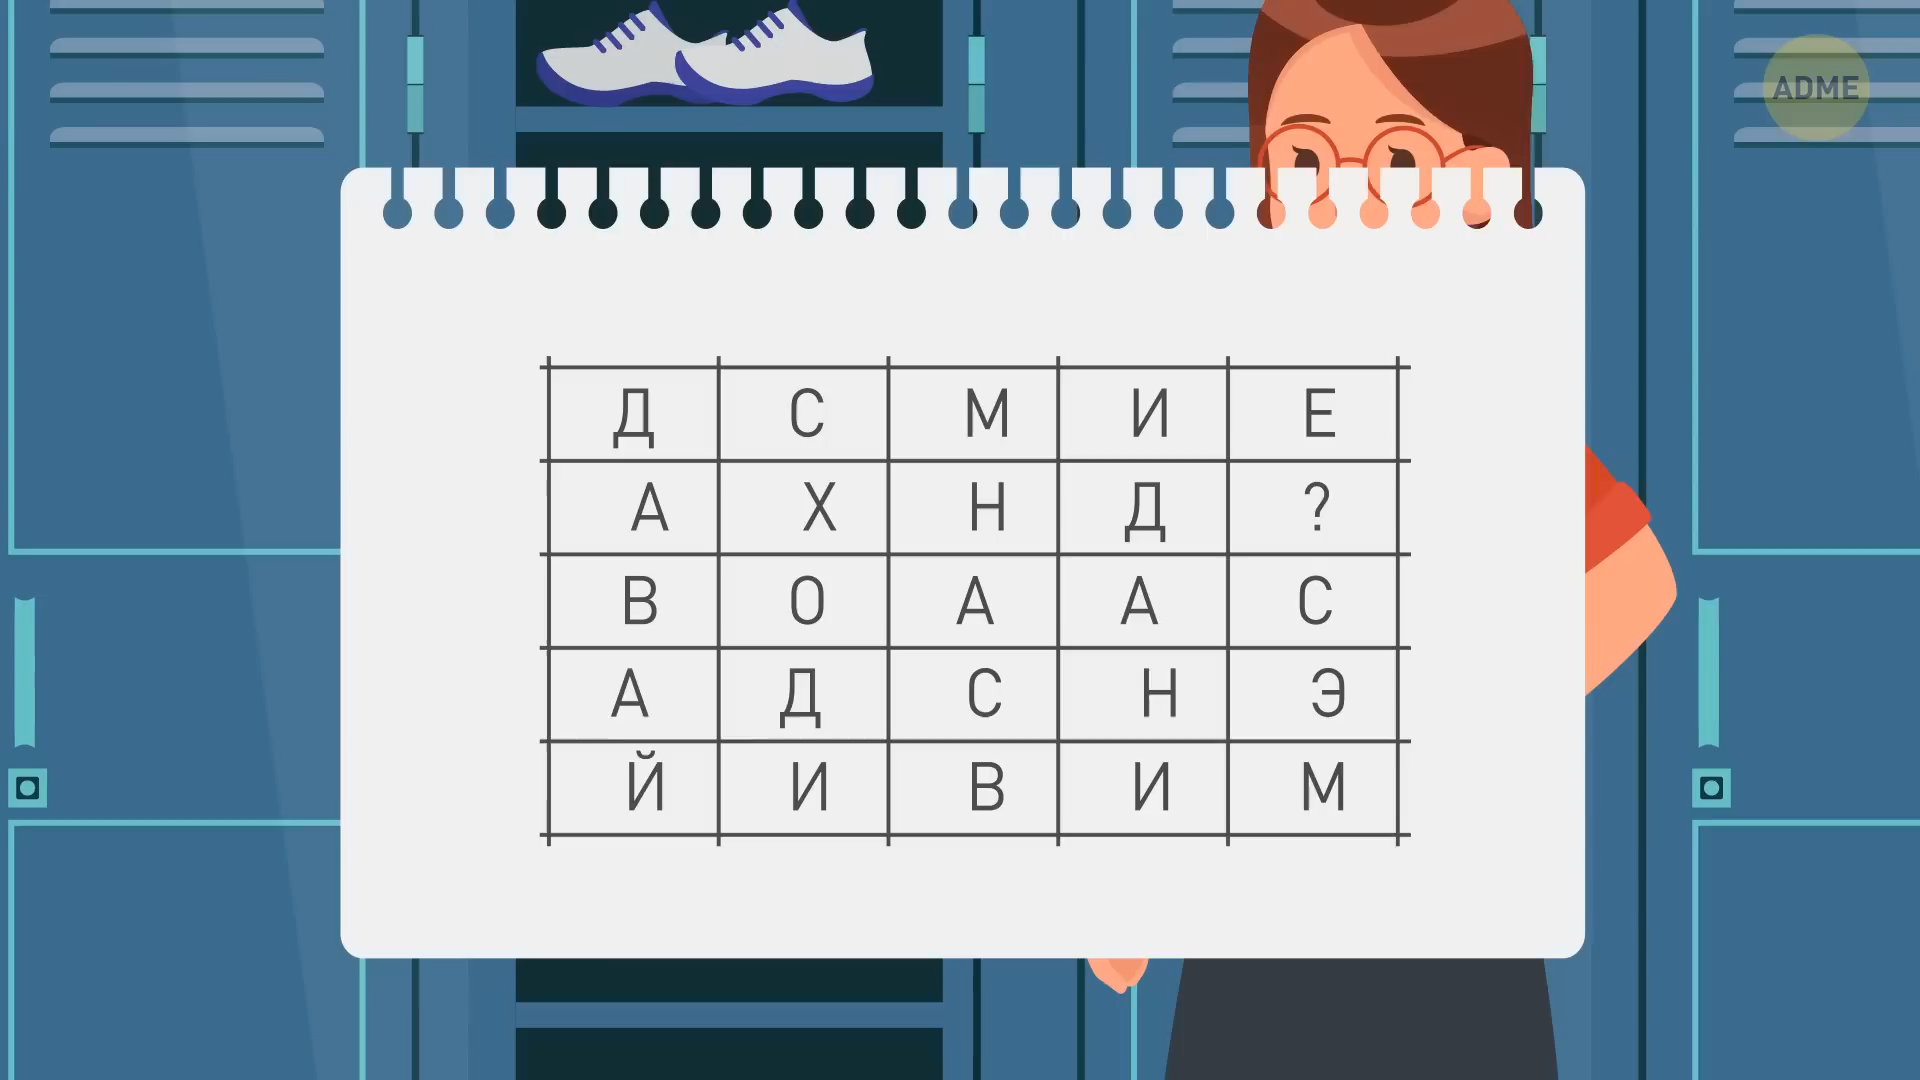 ADME
Д С М И Е
А Х Н Д ?
В О А А С
А Д С Н Э
Й И В И М